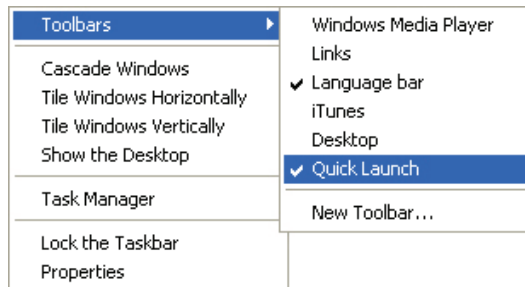 Toolbars
Cascade Windows
Tile Windows Horizontally
Tile Windows Vertically
Show the Desktop
Task Manager
Lock the Taskbar
Properties
Windows Media Player
Links
Language bar
iTunes
Desktop
Quick Launch
New Toolbar...